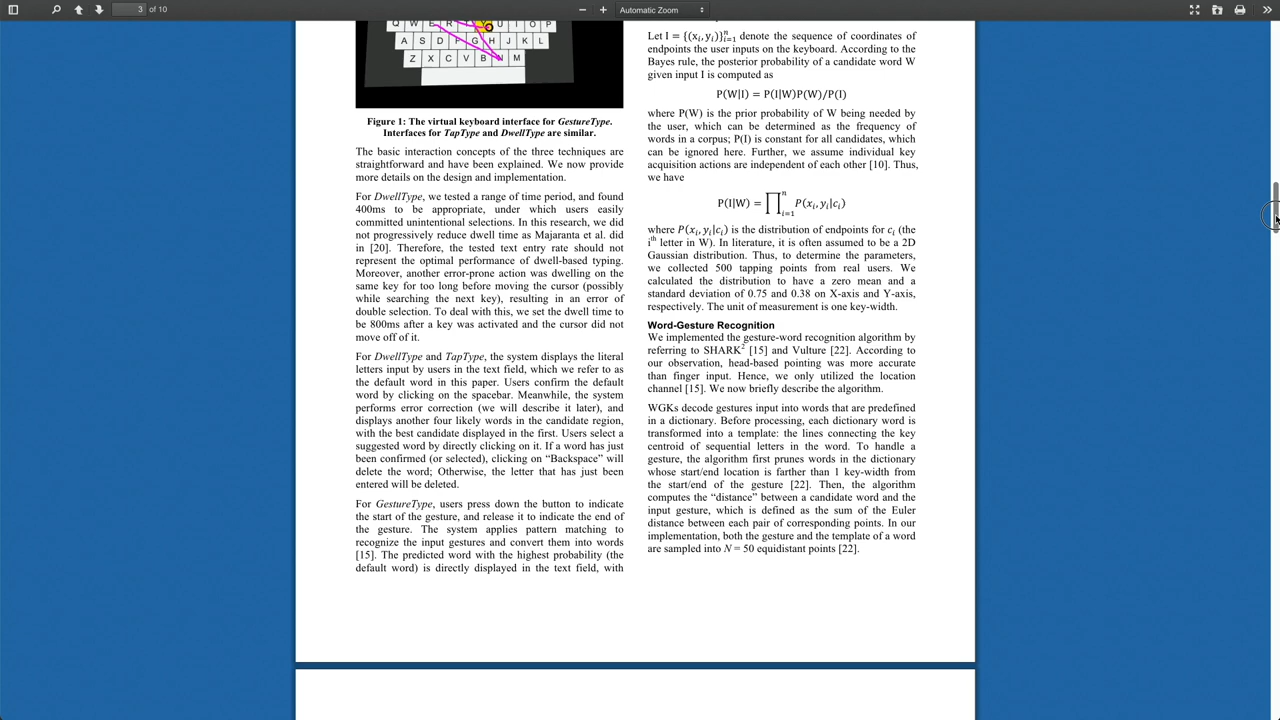 3 of 10
Automatic Zoom
Q W E R T Y U I O P
A S D F G H J K L
Z X C V B N M
Figure 1: The virtual keyboard interface for GestureType.
Interfaces for TapType and DwellType are similar.
The basic interaction concepts of the three techniques are
straightforward and have been explained. We now provide
more details on the design and implementation.
For DwellType, we tested a range of time period, and found
400ms to be appropriate, under which users easily
committed unintentional selections. In this research, we did
not progressively reduce dwell time as Majaranta et al. did
in [20]. Therefore, the tested text entry rate should not
represent the optimal performance of dwell-based typing.
Moreover, another error-prone action was dwelling on the
same key for too long before moving the cursor (possibly
while searching the next key), resulting in an error of
double selection. To deal with this, we set the dwell time to
be 800ms after a key was activated and the cursor did not
move off of it.
For DwellType and TapType, the system displays the literal
letters input by users in the text field, which we refer to as
the default word in this paper. Users confirm the default
word by clicking on the spacebar. Meanwhile, the system
performs error correction (we will describe it later), and
displays another four likely words in the candidate region,
with the best candidate displayed in the first. Users select a
suggested word by directly clicking on it. If a word has just
been confirmed (or selected), clicking on “Backspace” will
delete the word; Otherwise, the letter that has just been
entered will be deleted.
For GestureType, users press down the button to indicate
the start of the gesture, and release it to indicate the end of
the gesture. The system applies pattern matching to
recognize the input gestures and convert them into words
[15]. The predicted word with the highest probability (the
default word) is directly displayed in the text field, with
Let I = {(xᵢ, yᵢ)}ⁿᵢ₌₁ denote the sequence of coordinates of
endpoints the user inputs on the keyboard. According to the
Bayes rule, the posterior probability of a candidate word W
given input I is computed as
P(W|I) = P(I|W)P(W)/P(I)
where P(W) is the prior probability of W being needed by
the user, which can be determined as the frequency of
words in a corpus; P(I) is constant for all candidates, which
can be ignored here. Further, we assume individual key
acquisition actions are independent of each other [10]. Thus,
we have
P(I|W) = ∏ⁿᵢ₌₁ P(xᵢ, yᵢ|cᵢ)
where P(xᵢ, yᵢ|cᵢ) is the distribution of endpoints for cᵢ (the
iᵗʰ letter in W). In literature, it is often assumed to be a 2D
Gaussian distribution. Thus, to determine the parameters,
we collected 500 tapping points from real users. We
calculated the distribution to have a zero mean and a
standard deviation of 0.75 and 0.38 on X-axis and Y-axis,
respectively. The unit of measurement is one key-width.
Word-Gesture Recognition
We implemented the gesture-word recognition algorithm by
referring to SHARK² [15] and Vulture [22]. According to
our observation, head-based pointing was more accurate
than finger input. Hence, we only utilized the location
channel [15]. We now briefly describe the algorithm.
WGKs decode gestures input into words that are predefined
in a dictionary. Before processing, each dictionary word is
transformed into a template: the lines connecting the key
centroid of sequential letters in the word. To handle a
gesture, the algorithm first prunes words in the dictionary
whose start/end location is farther than 1 key-width from
the start/end of the gesture [22]. Then, the algorithm
computes the “distance” between a candidate word and the
input gesture, which is defined as the sum of the Euler
distance between each pair of corresponding points. In our
implementation, both the gesture and the template of a word
are sampled into N = 50 equidistant points [22].